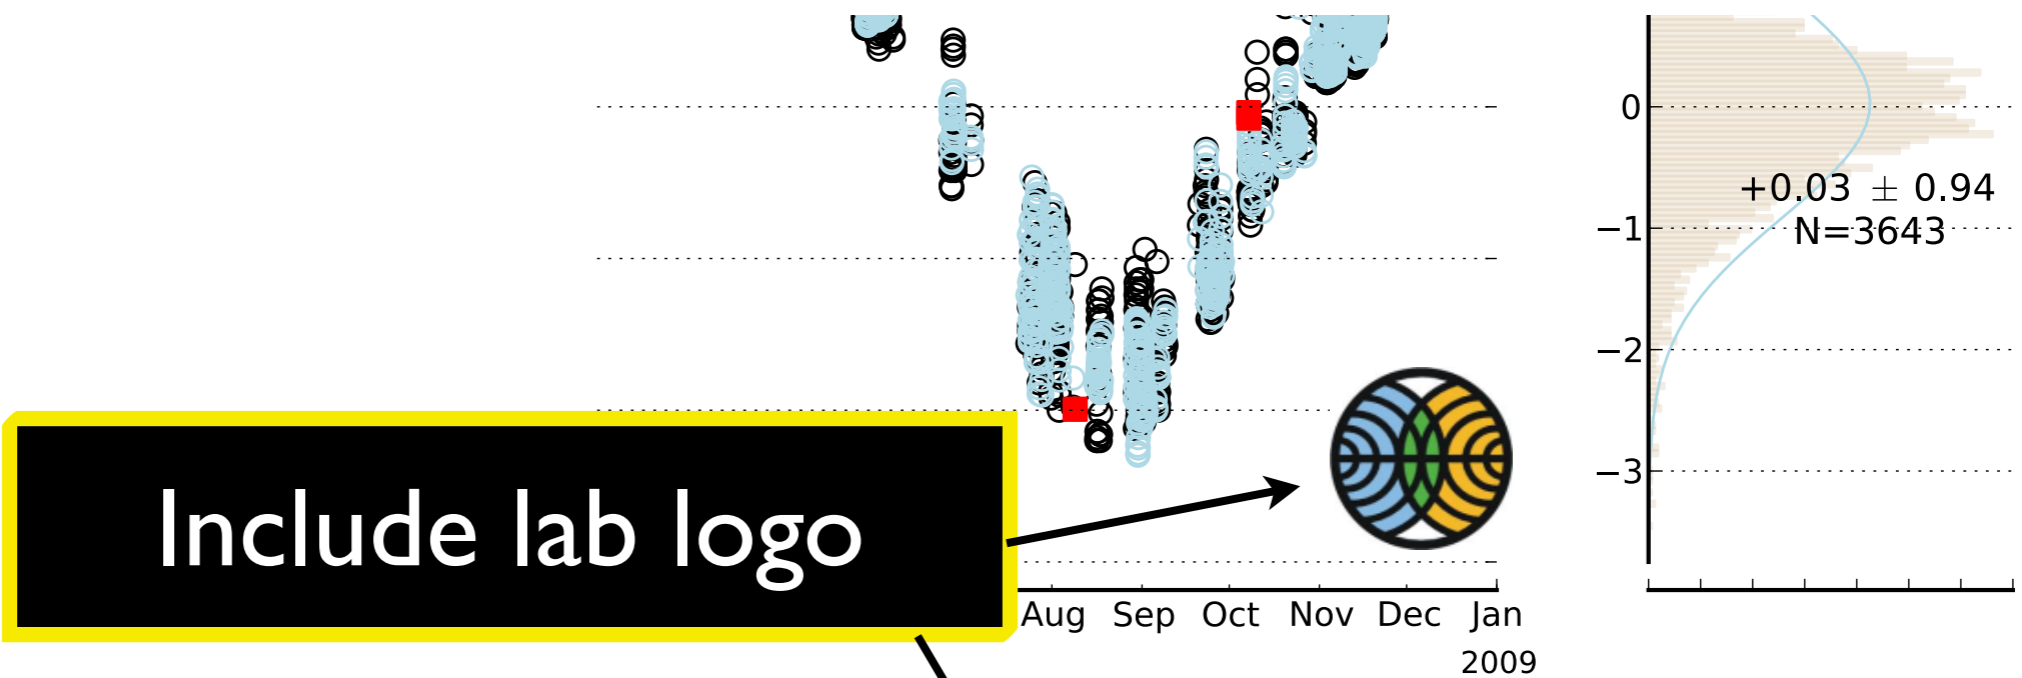 0
+0.03 ± 0.94
−1
N=3643
−2
−3
Include lab logo
Aug Sep Oct Nov Dec Jan
2009